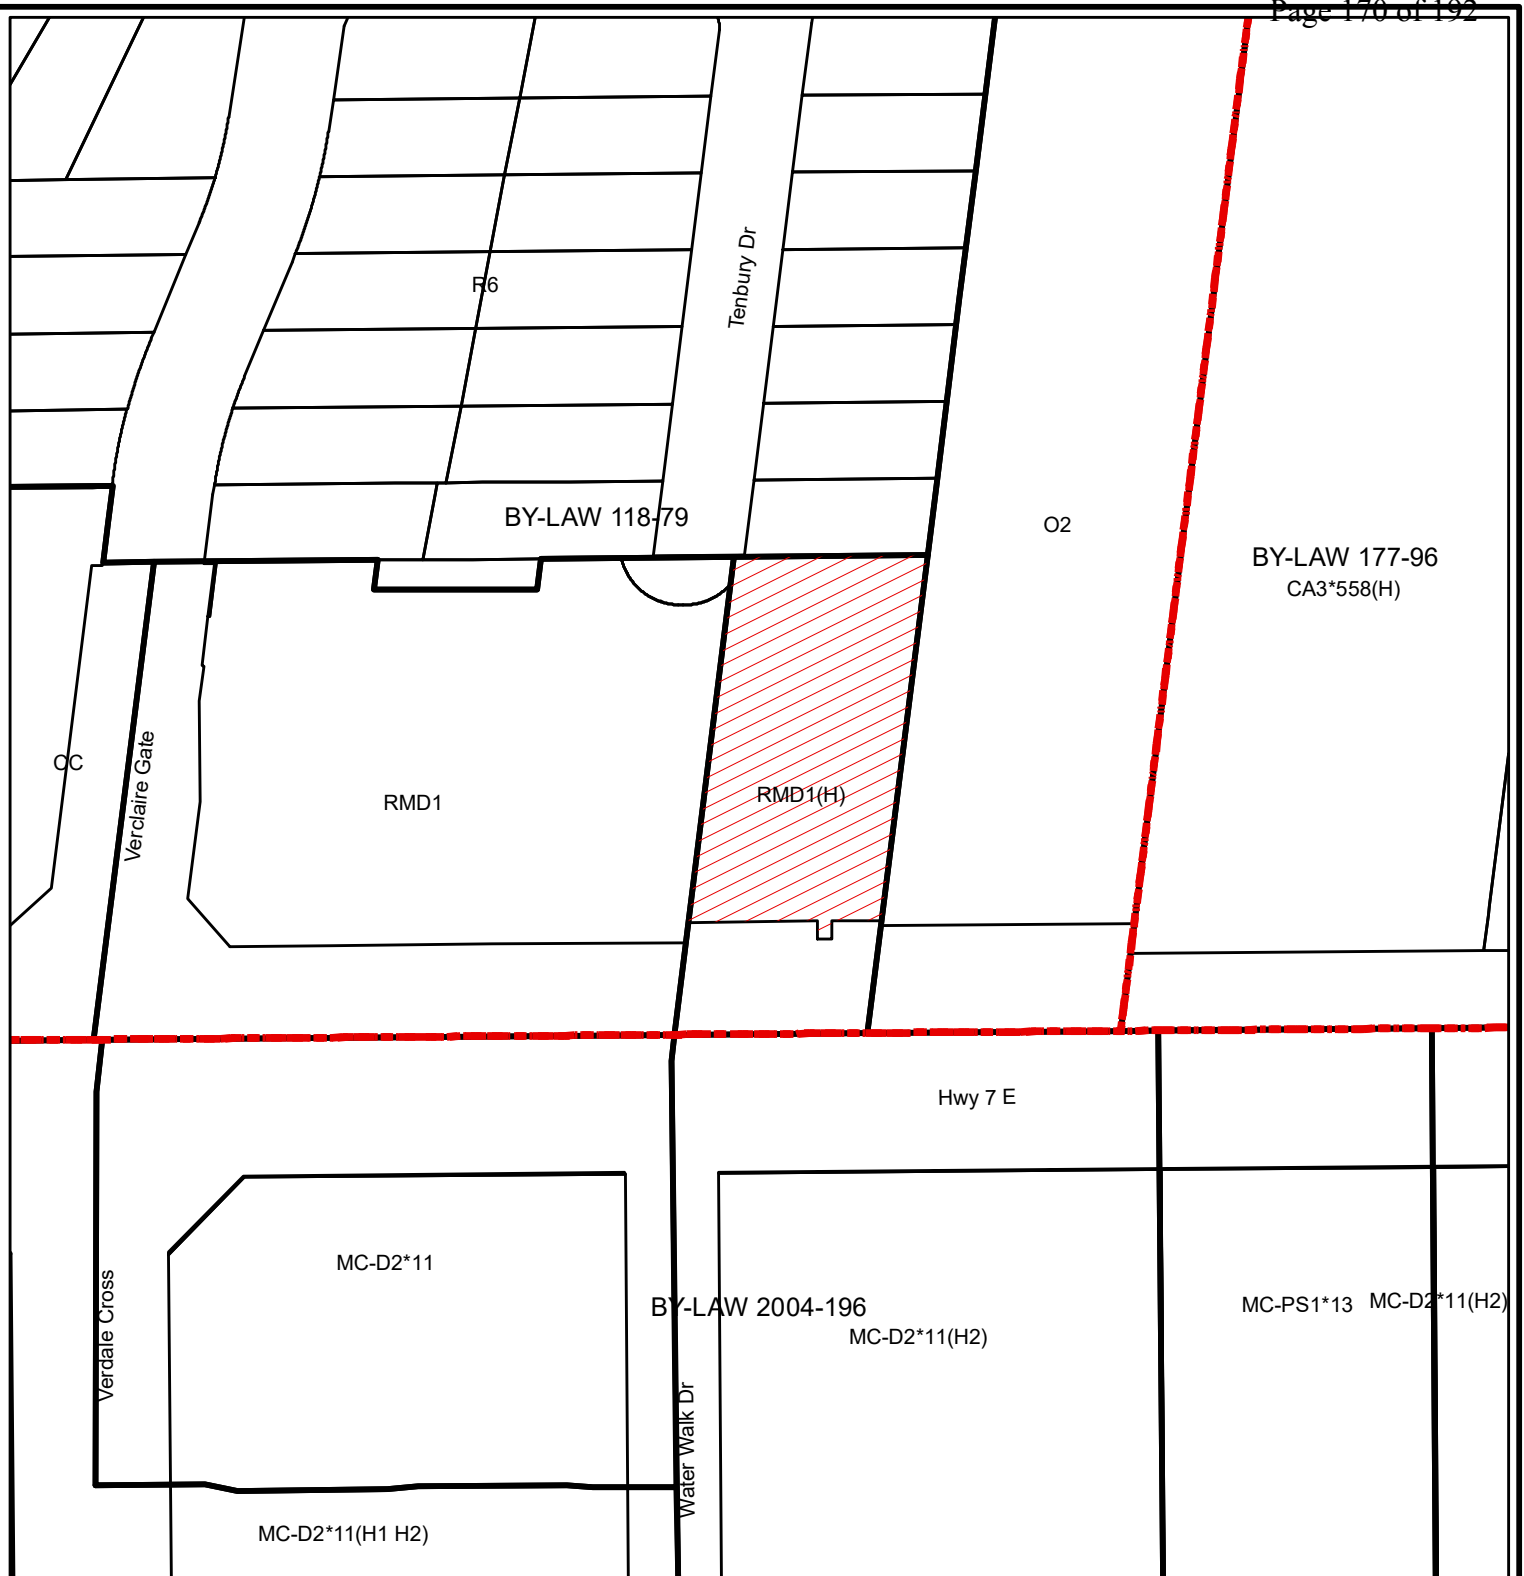 Page 170 of 192
R6
Tenbury Dr
BY-LAW 118-79
O2
BY-LAW 177-96
CA3*558(H)
OC
Verclaire Gate
RMD1
RMD1(H)
Hwy 7 E
MC-D2*11
Verdale Cross
BY-LAW 2004-196
MC-D2*11(H2)
MC-PS1*13
MC-D2*11(H2)
Water Walk Dr
MC-D2*11(H1 H2)